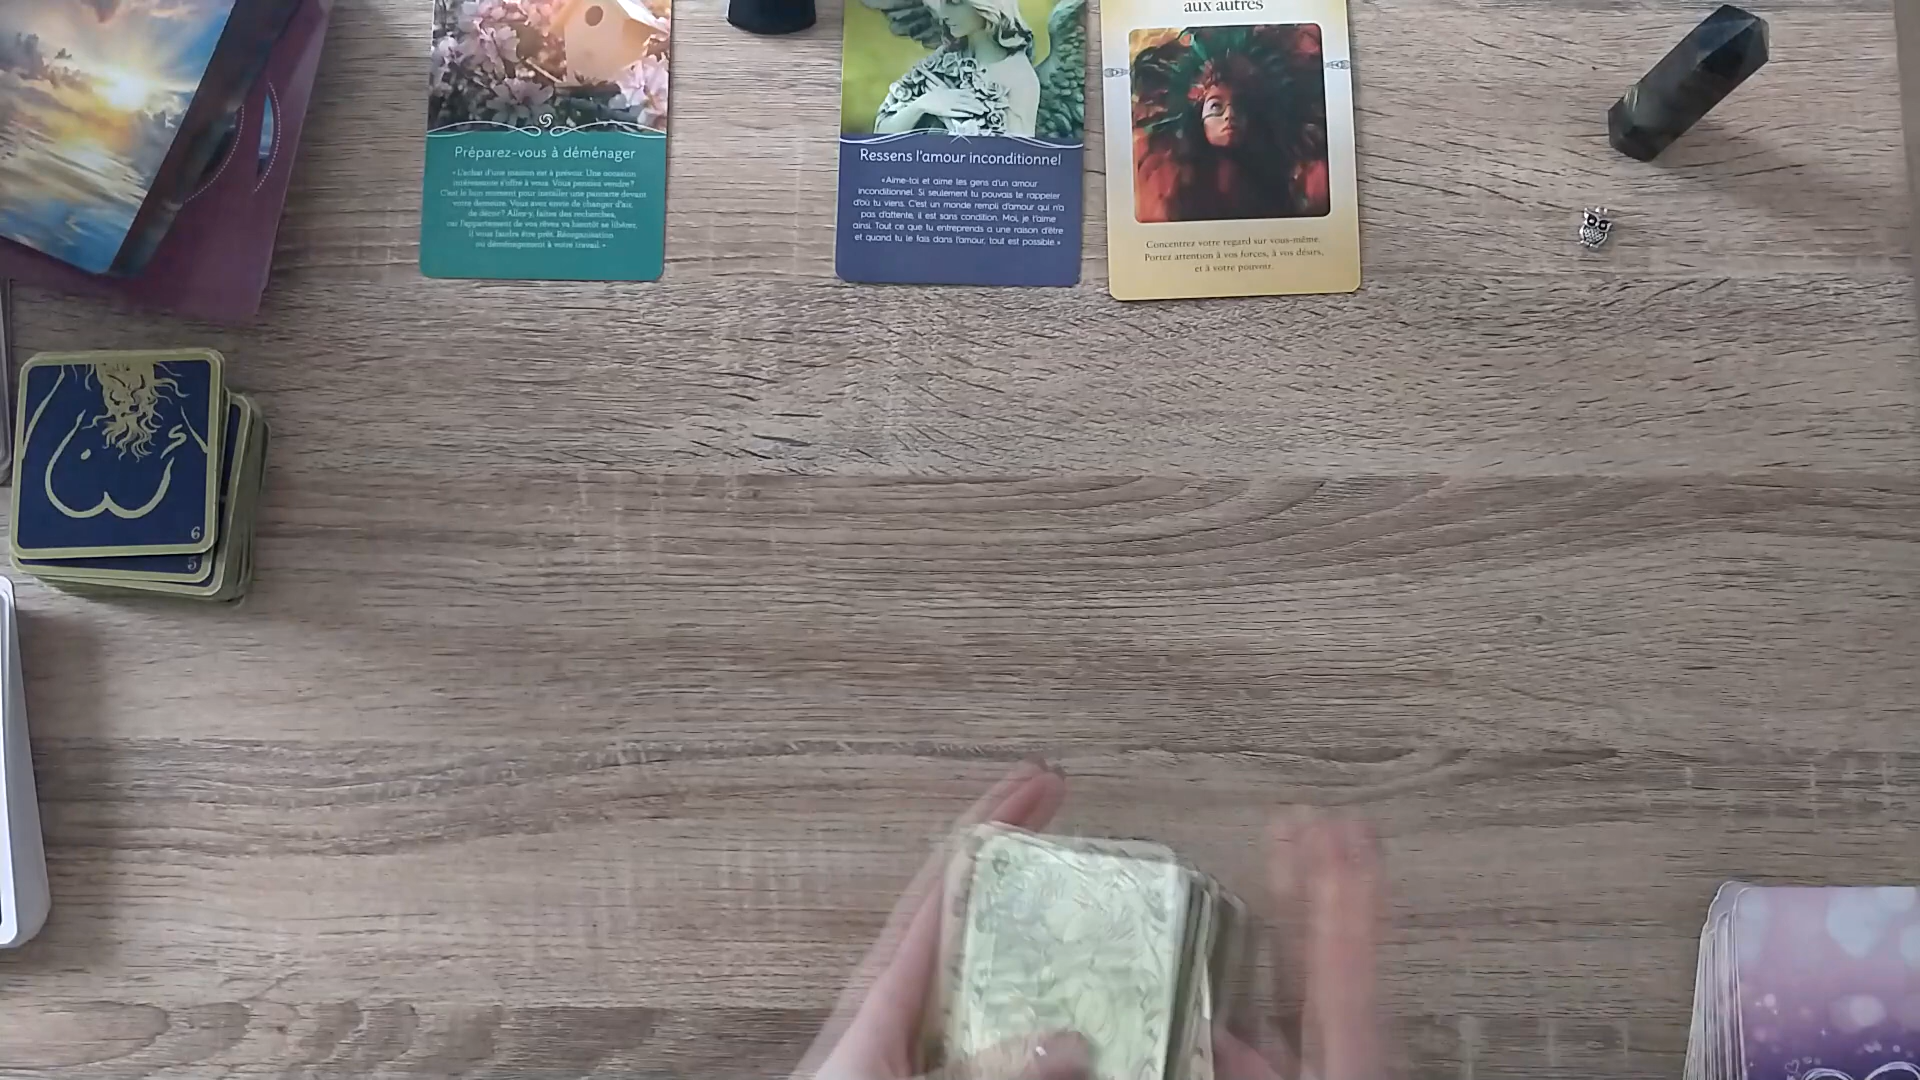 Préparez-vous à déménager
«L'achat d'une maison est à prévoir. Une occasion
intéressante s'offre à vous. Vous pensiez vendre?
C'est le bon moment pour installer une pancarte devant
votre demeure. Vous avez envie de changer d'air,
de décor? Allez-y, faites des recherches,
car l'appartement de vos rêves va bientôt se libérer,
il vous faudra être prêt. Réorganisation
ou déménagement à votre travail.»
Ressens l'amour inconditionnel
«Aime-toi et aime les gens d'un amour
inconditionnel. Si seulement tu pouvais te rappeler
d'où tu viens. C'est un monde rempli d'amour qui n'a
pas d'attente, il est sans condition. Moi, je t'aime
ainsi. Tout ce que tu entreprends a une raison d'être
et quand tu le fais dans l'amour, tout est possible»
aux autres
Concentrez votre regard sur vous-même.
Portez attention à vos forces, à vos désirs,
et à votre pouvoir.
6
5